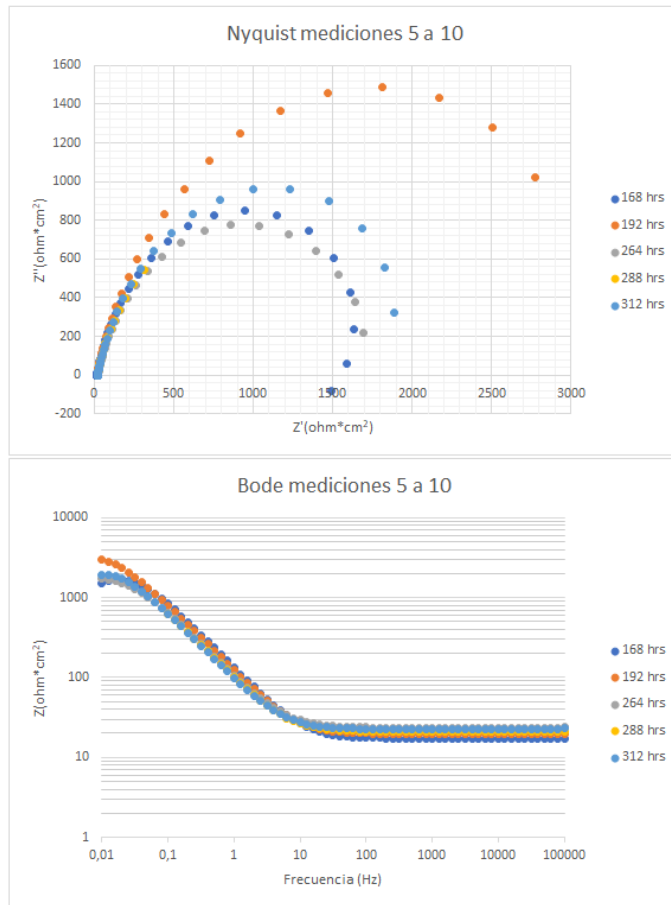 Nyquist mediciones 5 a 10
1600
1400
1200
1000
800
600
400
200
0
-200
Z''(ohm*cm²)
0 500 1000 1500 2000 2500 3000
Z'(ohm*cm²)
168 hrs
192 hrs
264 hrs
288 hrs
312 hrs
Bode mediciones 5 a 10
10000
1000
100
10
1
Z(ohm*cm²)
0,01 0,1 1 10 100 1000 10000 100000
Frecuencia (Hz)
168 hrs
192 hrs
264 hrs
288 hrs
312 hrs